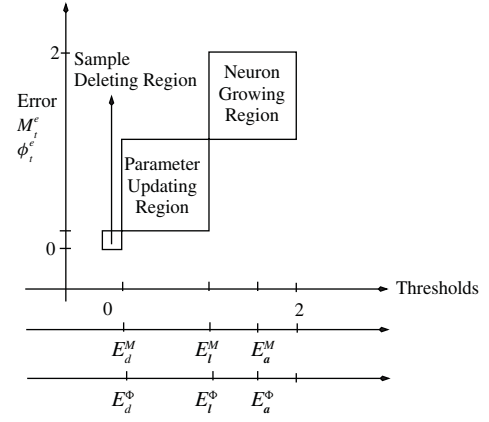 2
Sample
Deleting Region
Neuron
Growing
Region
Error
M_t^e
ϕ_t^e
Parameter
Updating
Region
0
Thresholds
0 2
E_d^M E_l^M E_a^M
E_d^Φ E_l^Φ E_a^Φ